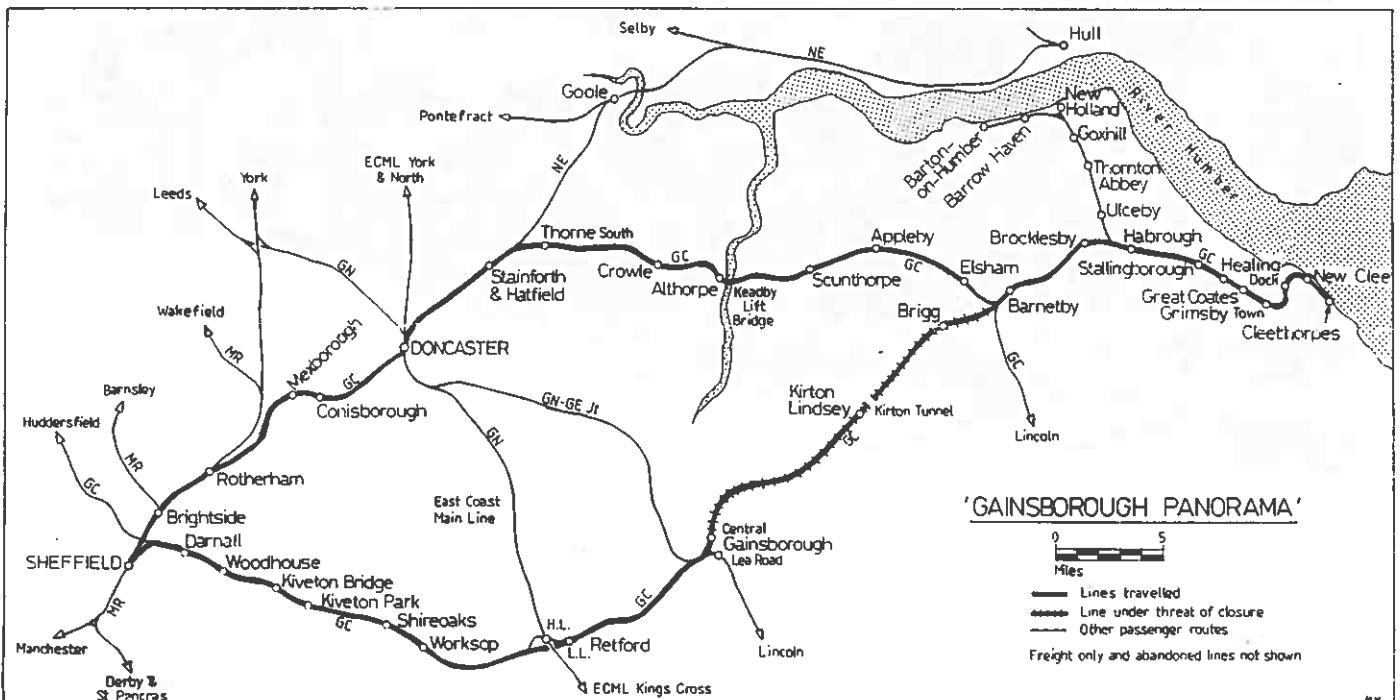 Selby
NE
Hull
Goole
Pontefract
New
Holland
Goxhill
River Humber
Barton-
on-Humber
Barrow Haven
Thornton
Abbey
Ulceby
NE
ECML York
& North
York
Leeds
GN
Thorne South
Stainforth
& Hatfield
Crowle
GC
Althorpe
Keadby
Lift
Bridge
Scunthorpe
Appleby
GC
Elsham
Brocklesby
Habrough
Stallingborough
GC
Healing
Dock
New Clee
Great Coates
Grimsby Town
Cleethorpes
Barnetby
Brigg
GC
Lincoln
Wakefield
MR
DONCASTER
Mexborough
GC
Conisborough
Barnsley
Huddersfield
MR
GC
Rotherham
Brightside
Darnall
SHEFFIELD
Woodhouse
Kiveton Bridge
Kiveton Park
GC
Shireoaks
Worksop
MR
Manchester
Derby &
St Pancras
GN-GE Jt
GN
East Coast
Main Line
Kirton
Lindsey
Kirton Tunnel
GC
Central
Gainsborough
Lea Road
GC
H.L.
L.L.
Retford
Lincoln
ECML Kings Cross
'GAINSBOROUGH PANORAMA'
0 5
Miles
Lines travelled
Line under threat of closure
Other passenger routes
Freight only and abandoned lines not shown